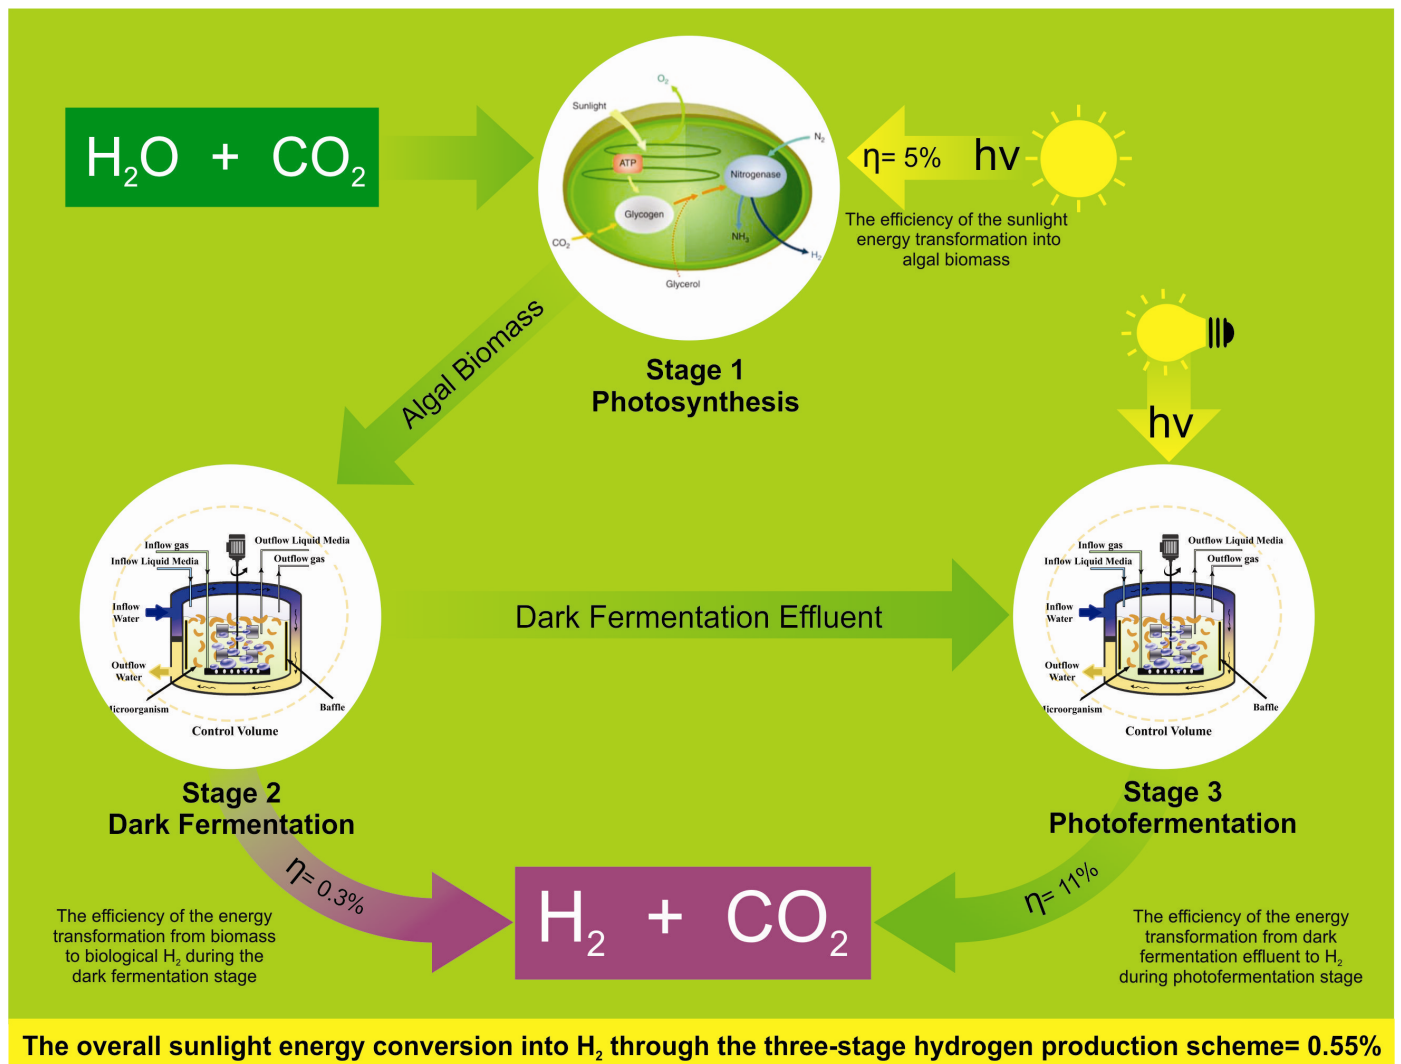 H₂O + CO₂
O₂
Sunlight
ATP
N₂
Nitrogenase
Glycogen
CO₂
NH₃
H₂
Glycerol
η= 5% hv
The efficiency of the sunlight
energy transformation into
algal biomass
Stage 1
Photosynthesis
Algal Biomass
hv
Inflow gas
Outflow Liquid Media
Inflow Liquid Media
Outflow gas
Inflow
Water
Outflow
Water
Microorganism
Baffle
Control Volume
Dark Fermentation Effluent
Inflow gas
Outflow Liquid Media
Inflow Liquid Media
Outflow gas
Inflow
Water
Outflow
Water
Microorganism
Baffle
Control Volume
Stage 2
Dark Fermentation
Stage 3
Photofermentation
η= 0.3%
η= 11%
H₂ + CO₂
The efficiency of the energy
transformation from biomass
to biological H₂ during the
dark fermentation stage
The efficiency of the energy
transformation from dark
fermentation effluent to H₂
during photofermentation stage
The overall sunlight energy conversion into H₂ through the three-stage hydrogen production scheme= 0.55%